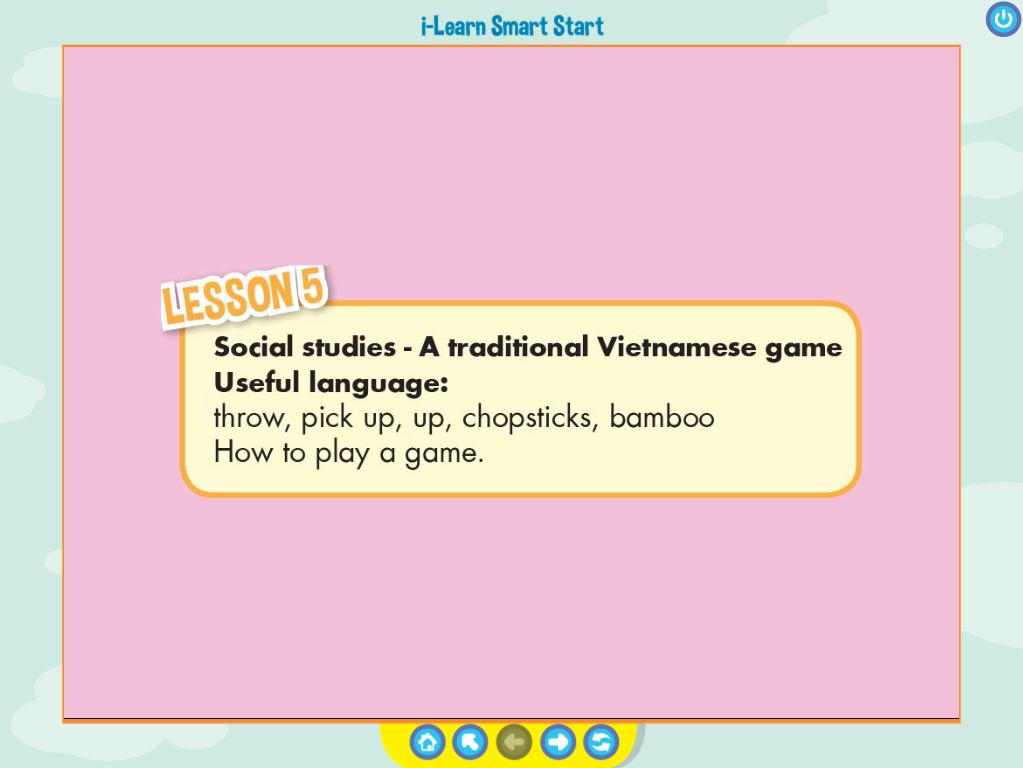 i-Learn Smart Start
LESSON 5
Social studies - A traditional Vietnamese game
Useful language:
throw, pick up, up, chopsticks, bamboo
How to play a game.